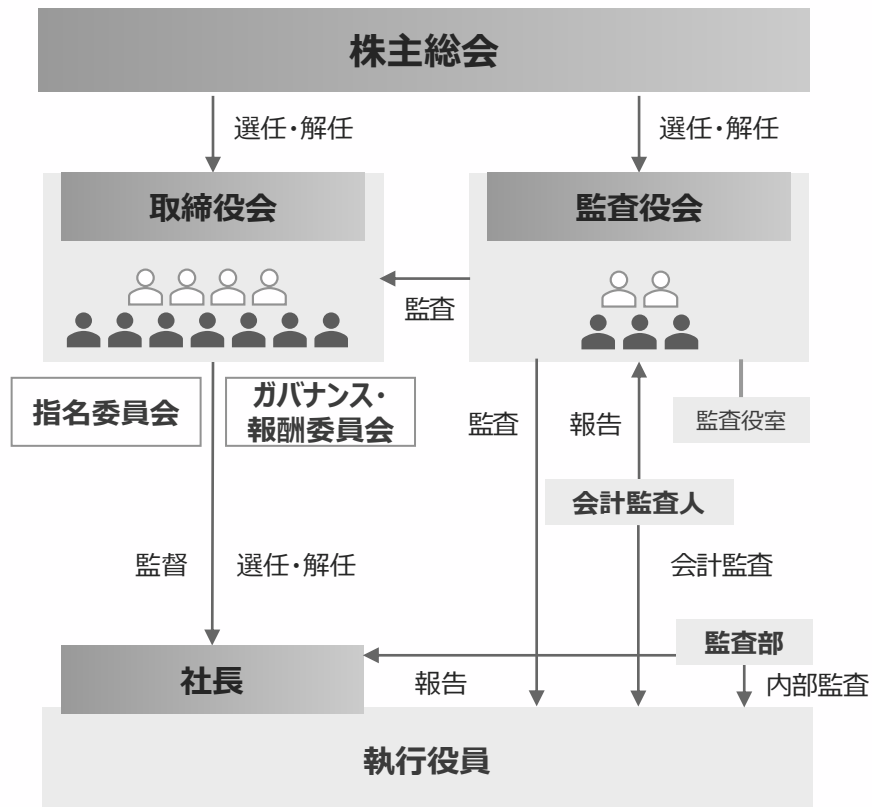 株主総会
選任・解任
選任・解任
取締役会
監査役会
監査
指名委員会
ガバナンス・
報酬委員会
監査
報告
監査役室
会計監査人
監督
選任・解任
会計監査
監査部
社長
報告
内部監査
執行役員